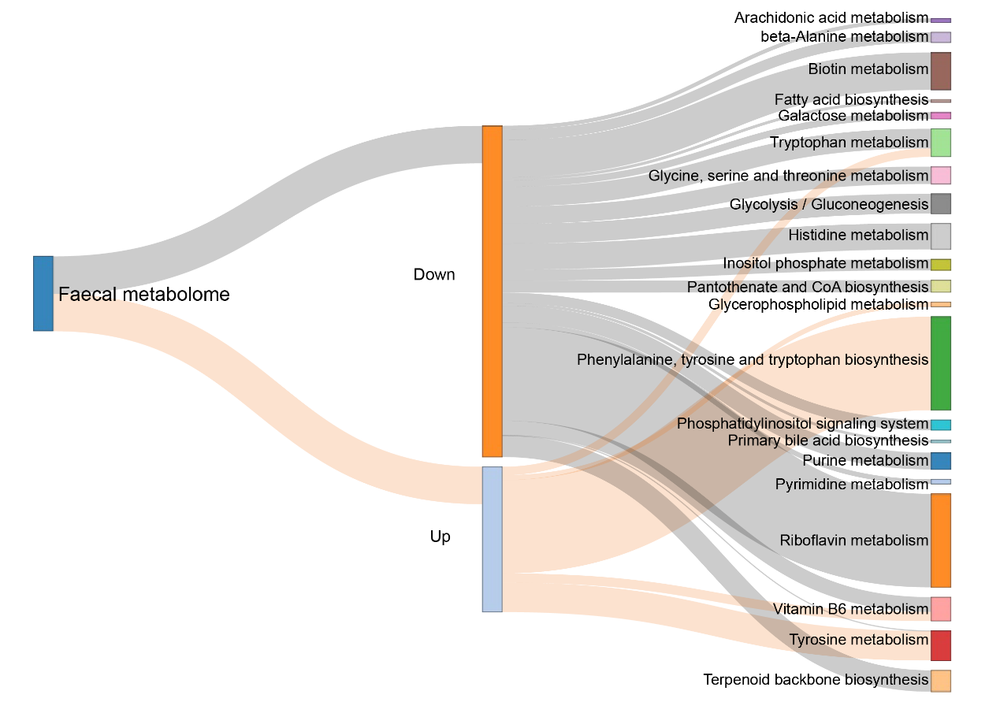 Faecal metabolome
Down
Up
Arachidonic acid metabolism
beta-Alanine metabolism
Biotin metabolism
Fatty acid biosynthesis
Galactose metabolism
Tryptophan metabolism
Glycine, serine and threonine metabolism
Glycolysis / Gluconeogenesis
Histidine metabolism
Inositol phosphate metabolism
Pantothenate and CoA biosynthesis
Glycerophospholipid metabolism
Phenylalanine, tyrosine and tryptophan biosynthesis
Phosphatidylinositol signaling system
Primary bile acid biosynthesis
Purine metabolism
Pyrimidine metabolism
Riboflavin metabolism
Vitamin B6 metabolism
Tyrosine metabolism
Terpenoid backbone biosynthesis